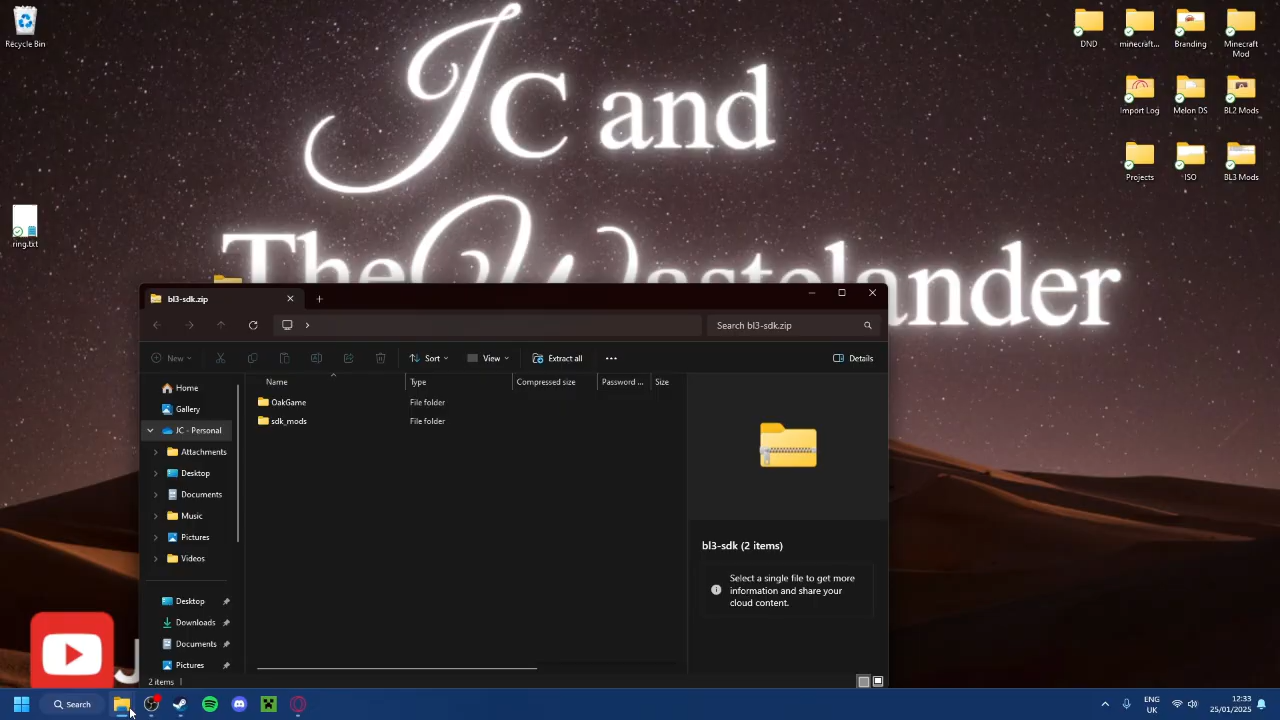 Recycle Bin
DND
minecraft...
Branding
Minecraft
Mod
Import Log
Melon DS
BL2 Mods
Projects
ISO
BL3 Mods
ring.txt
JC and
The Wastelander
bl3-sdk.zip
Search bl3-sdk.zip
New
Sort
View
Extract all
Details
Name
Type
Compressed size
Password ...
Size
OakGame
File folder
sdk_mods
File folder
Home
Gallery
JC - Personal
Attachments
Desktop
Documents
Music
Pictures
Videos
Desktop
Downloads
Documents
Pictures
bl3-sdk (2 items)
Select a single file to get more
information and share your
cloud content.
2 items
J
Search
ENG
UK
12:33
25/01/2025